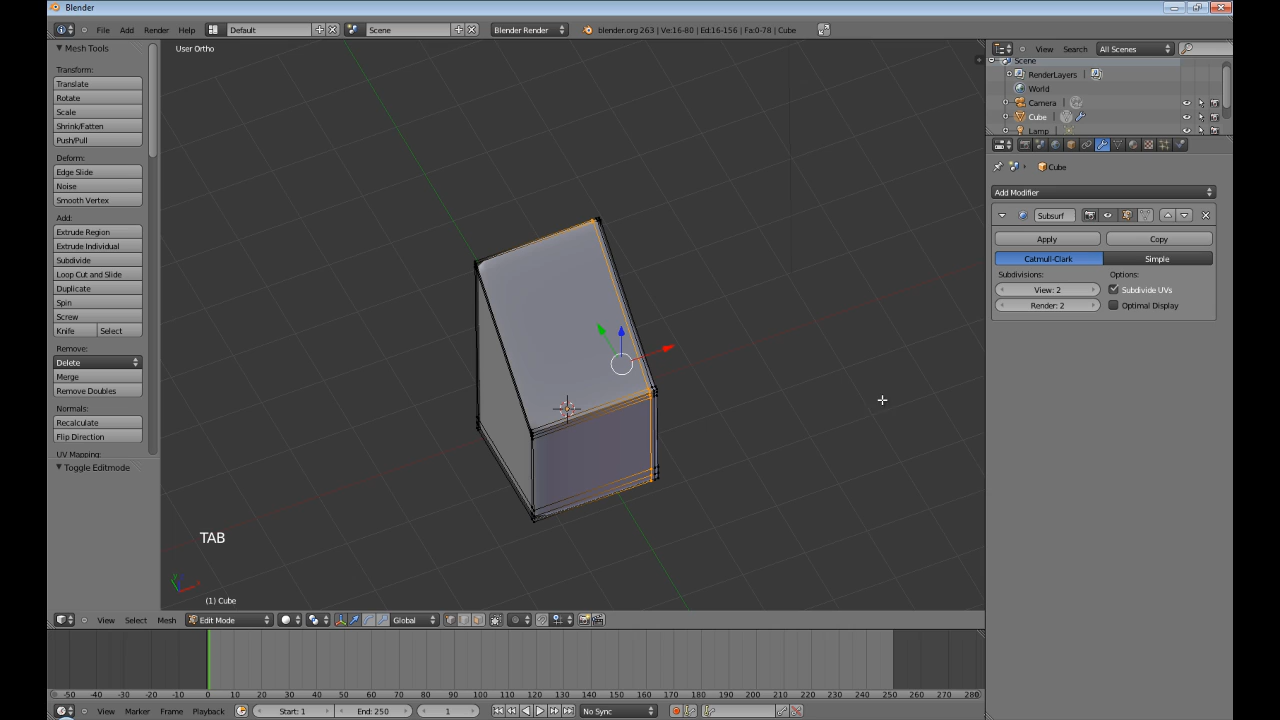 Blender
File Add Render Help Default Scene Blender Render blender.org 263 | Ve:16-80 | Ed:16-156 | Fa:0-78 | Cube
View Search All Scenes
Mesh Tools
User Ortho
Transform:
Translate
Rotate
Scale
Shrink/Fatten
Push/Pull
Deform:
Edge Slide
Noise
Smooth Vertex
Add:
Extrude Region
Extrude Individual
Subdivide
Loop Cut and Slide
Duplicate
Spin
Screw
Knife Select
Remove:
Delete
Merge
Remove Doubles
Normals:
Recalculate
Flip Direction
UV Mapping:
Toggle Editmode
TAB
(1) Cube
Scene
RenderLayers
World
Camera
Cube
Lamp
Cube
Add Modifier
Subsurf
Apply Copy
Catmull-Clark Simple
Subdivisions: Options:
View: 2 Subdivide UVs
Render: 2 Optimal Display
View Select Mesh Edit Mode Global
-50 -40 -30 -20 -10 0 10 20 30 40 50 60 70 80 90 100 110 120 130 140 150 160 170 180 190 200 210 220 230 240 250 260 270 280
View Marker Frame Playback Start: 1 End: 250 1 No Sync